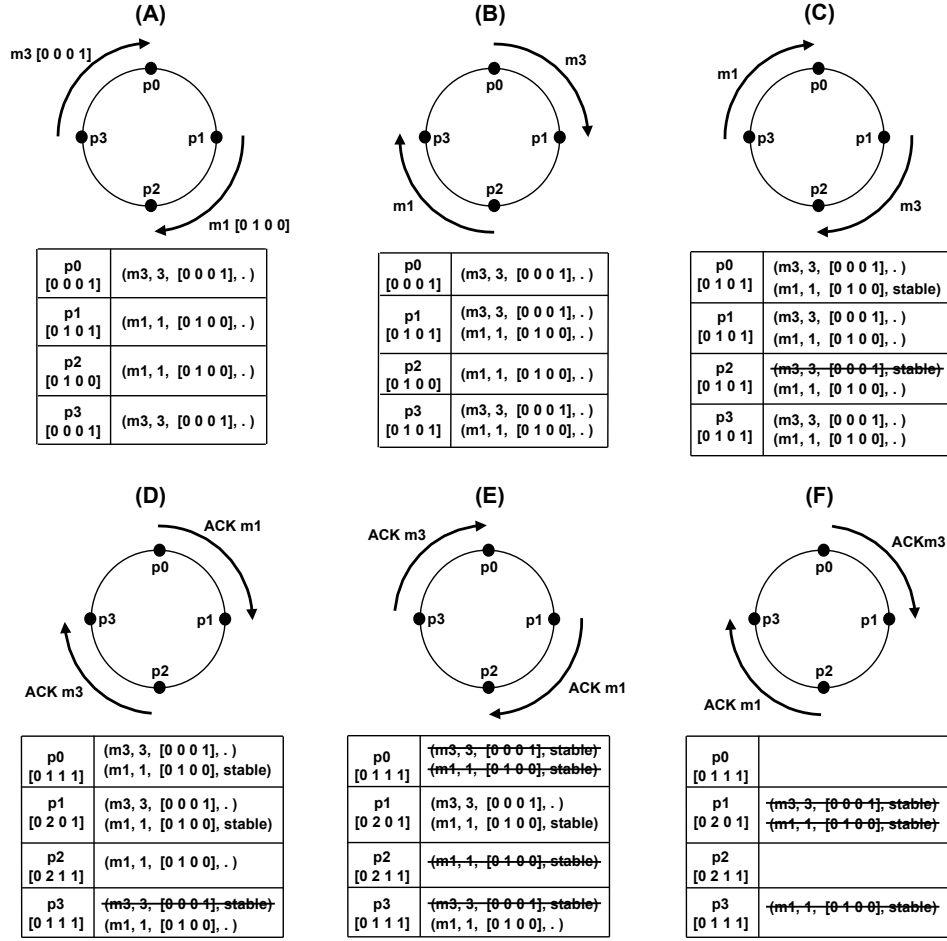 (A)
m3 [0 0 0 1]
p0
p3
p1
p2
m1 [0 1 0 0]
p0 (m3, 3, [0 0 0 1], . )
[0 0 0 1]
p1 (m1, 1, [0 1 0 0], . )
[0 1 0 1]
p2 (m1, 1, [0 1 0 0], . )
[0 1 0 0]
p3 (m3, 3, [0 0 0 1], . )
[0 0 0 1]
(B)
m3
p0
p3
p1
p2
m1
p0 (m3, 3, [0 0 0 1], . )
[0 0 0 1]
p1 (m3, 3, [0 0 0 1], . )
[0 1 0 1] (m1, 1, [0 1 0 0], . )
p2 (m1, 1, [0 1 0 0], . )
[0 1 0 0]
p3 (m3, 3, [0 0 0 1], . )
[0 1 0 1] (m1, 1, [0 1 0 0], . )
(C)
m1
p0
p3
p1
p2
m3
p0 (m3, 3, [0 0 0 1], . )
[0 1 0 1] (m1, 1, [0 1 0 0], stable)
p1 (m3, 3, [0 0 0 1], . )
[0 1 0 1] (m1, 1, [0 1 0 0], . )
p2 (m3, 3, [0 0 0 1], stable)
[0 1 0 1] (m1, 1, [0 1 0 0], . )
p3 (m3, 3, [0 0 0 1], . )
[0 1 0 1] (m1, 1, [0 1 0 0], . )
(D)
ACK m1
p0
p3
p1
p2
ACK m3
p0 (m3, 3, [0 0 0 1], . )
[0 1 1 1] (m1, 1, [0 1 0 0], stable)
p1 (m3, 3, [0 0 0 1], . )
[0 2 0 1] (m1, 1, [0 1 0 0], stable)
p2 (m1, 1, [0 1 0 0], . )
[0 2 1 1]
p3 (m3, 3, [0 0 0 1], stable)
[0 1 1 1] (m1, 1, [0 1 0 0], . )
(E)
ACK m3
p0
p3
p1
p2
ACK m1
p0 (m3, 3, [0 0 0 1], stable)
[0 1 1 1] (m1, 1, [0 1 0 0], stable)
p1 (m3, 3, [0 0 0 1], . )
[0 2 0 1] (m1, 1, [0 1 0 0], stable)
p2 (m1, 1, [0 1 0 0], stable)
[0 2 1 1]
p3 (m3, 3, [0 0 0 1], stable)
[0 1 1 1] (m1, 1, [0 1 0 0], . )
(F)
ACKm3
p0
p3
p1
p2
ACK m1
p0
[0 1 1 1]
p1 (m3, 3, [0 0 0 1], stable)
[0 2 0 1] (m1, 1, [0 1 0 0], stable)
p2
[0 2 1 1]
p3 (m1, 1, [0 1 0 0], stable)
[0 1 1 1]